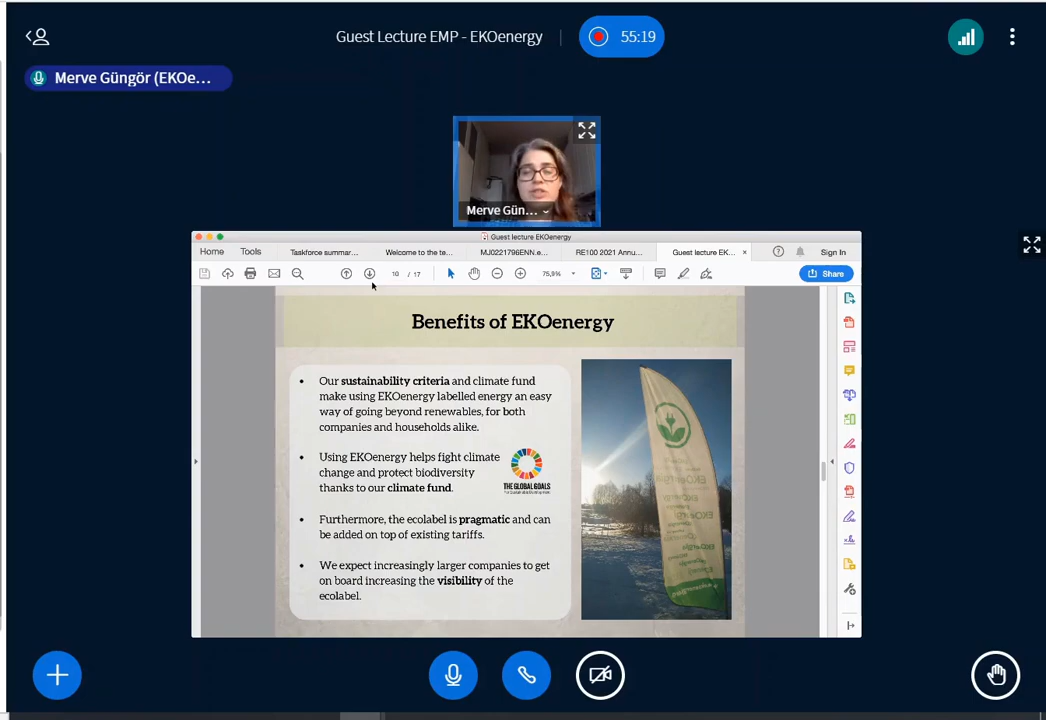 Guest Lecture EMP - EKOenergy
55:19
Merve Güngör (EKOe...
Merve Gün...
Guest lecture EKOenergy
Home
Tools
Taskforce summar...
Welcome to the te...
MJ0221796ENN.e...
RE100 2021 Annu...
Guest lecture EK...
Sign In
10 / 17
75,9%
Share
Benefits of EKOenergy
• Our sustainability criteria and climate fund
make using EKOenergy labelled energy an easy
way of going beyond renewables, for both
companies and households alike.
• Using EKOenergy helps fight climate
change and protect biodiversity
thanks to our climate fund.
THE GLOBAL GOALS
For Sustainable Development
• Furthermore, the ecolabel is pragmatic and can
be added on top of existing tariffs.
• We expect increasingly larger companies to get
on board increasing the visibility of the
ecolabel.